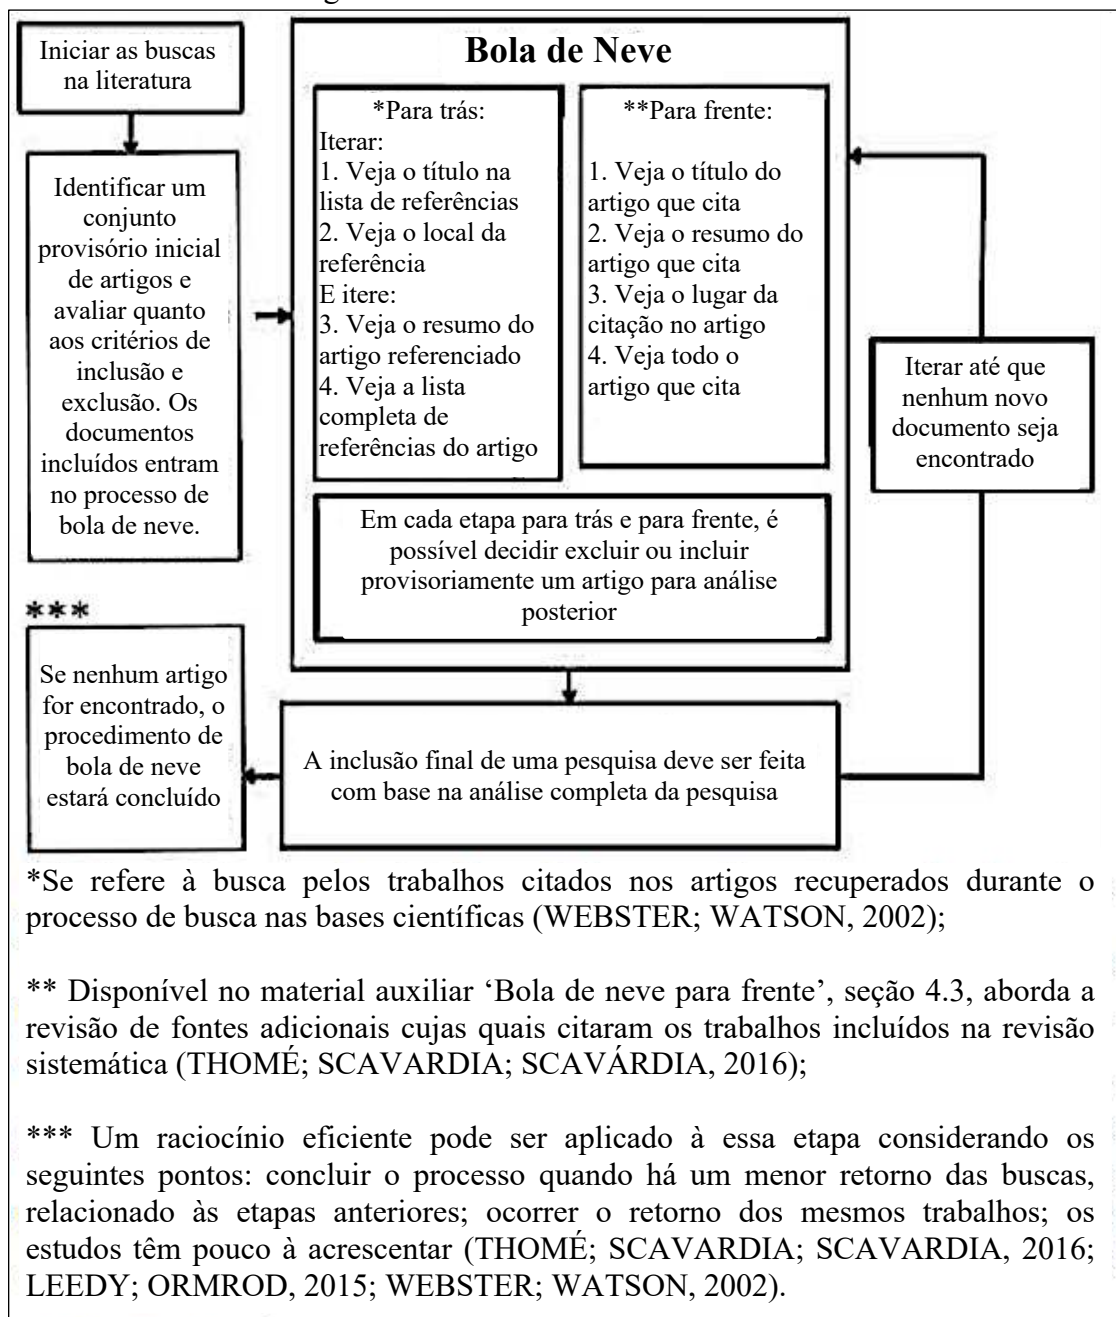 Iniciar as buscas
na literatura
Identificar um
conjunto
provisório inicial
de artigos e
avaliar quanto
aos critérios de
inclusão e
exclusão. Os
documentos
incluídos entram
no processo de
bola de neve.
Bola de Neve
*Para trás:
Iterar:
1. Veja o título na
lista de referências
2. Veja o local da
referência
E itere:
3. Veja o resumo do
artigo referenciado
4. Veja a lista
completa de
referências do artigo
**Para frente:
1. Veja o título do
artigo que cita
2. Veja o resumo do
artigo que cita
3. Veja o lugar da
citação no artigo
4. Veja todo o
artigo que cita
Em cada etapa para trás e para frente, é
possível decidir excluir ou incluir
provisoriamente um artigo para análise
posterior
Iterar até que
nenhum novo
documento seja
encontrado
A inclusão final de uma pesquisa deve ser feita
com base na análise completa da pesquisa
***
Se nenhum artigo
for encontrado, o
procedimento de
bola de neve
estará concluído
*Se refere à busca pelos trabalhos citados nos artigos recuperados durante o
processo de busca nas bases científicas (WEBSTER; WATSON, 2002);
** Disponível no material auxiliar ‘Bola de neve para frente’, seção 4.3, aborda a
revisão de fontes adicionais cujas quais citaram os trabalhos incluídos na revisão
sistemática (THOMÉ; SCAVARDIA; SCAVÁRDIA, 2016);
*** Um raciocínio eficiente pode ser aplicado à essa etapa considerando os
seguintes pontos: concluir o processo quando há um menor retorno das buscas,
relacionado às etapas anteriores; ocorrer o retorno dos mesmos trabalhos; os
estudos têm pouco à acrescentar (THOMÉ; SCAVARDIA; SCAVARDIA, 2016;
LEEDY; ORMROD, 2015; WEBSTER; WATSON, 2002).